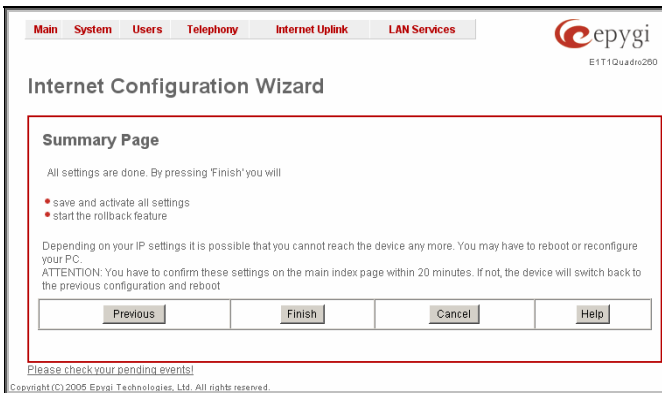 Main System Users Telephony Internet Uplink LAN Services
epygi
E1T1Quadro260
Internet Configuration Wizard
Summary Page
All settings are done. By pressing 'Finish' you will
save and activate all settings
start the rollback feature
Depending on your IP settings it is possible that you cannot reach the device any more. You may have to reboot or reconfigure
your PC.
ATTENTION: You have to confirm these settings on the main index page within 20 minutes. If not, the device will switch back to
the previous configuration and reboot
Previous Finish Cancel Help
Please check your pending events!
Copyright (C) 2005 Epygi Technologies, Ltd. All rights reserved.